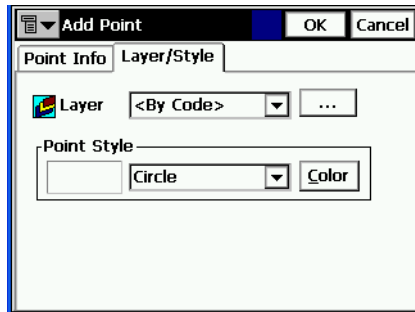 Add Point OK Cancel
Point Info Layer/Style
Layer <By Code> ...
Point Style
Circle Color